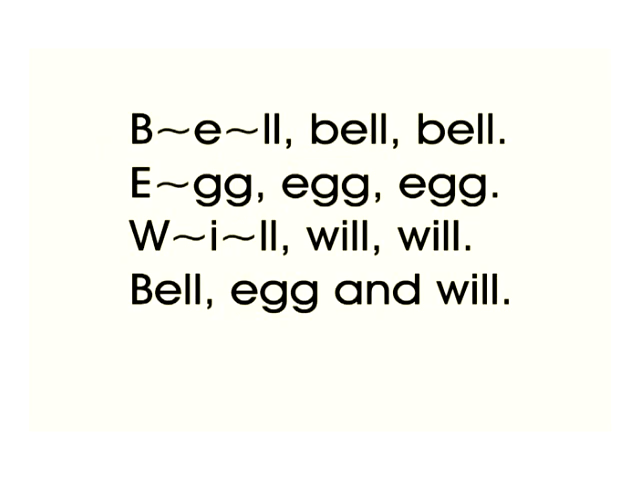 B~e~ll, bell, bell.
E~gg, egg, egg.
W~i~ll, will, will.
Bell, egg and will.